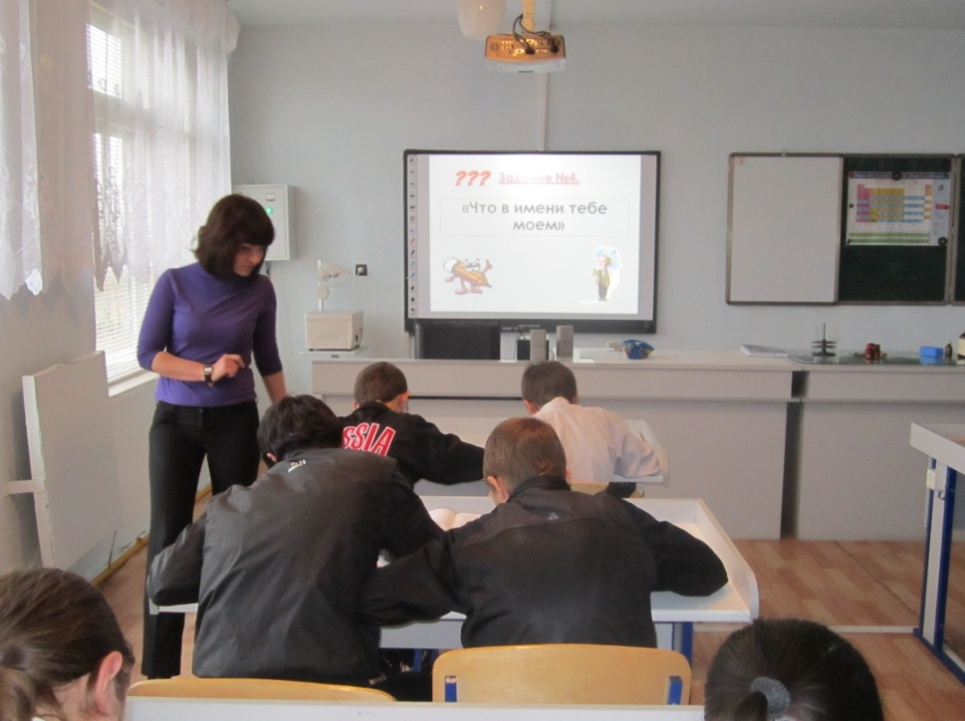 ??? Задание №4.
«Что в имени тебе
моем»
SSIA